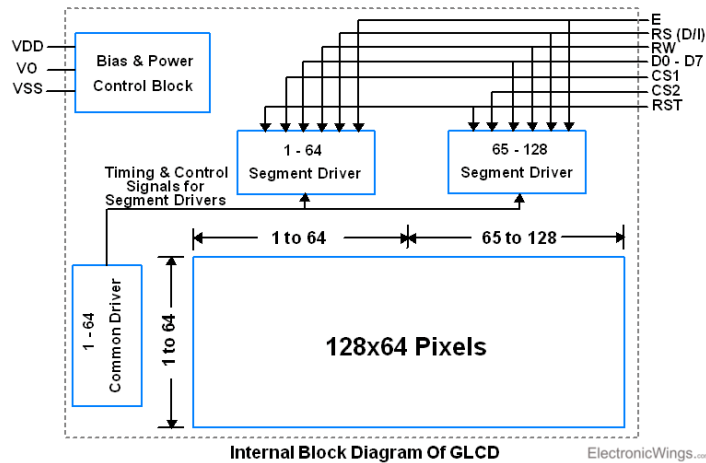 E
RS (D/I)
RW
D0 - D7
CS1
CS2
RST
VDD
VO
VSS
Bias & Power
Control Block
1 - 64
Segment Driver
65 - 128
Segment Driver
Timing & Control
Signals for
Segment Drivers
1 to 64
65 to 128
1 - 64
Common Driver
1 to 64
128x64 Pixels
Internal Block Diagram Of GLCD
ElectronicWings.com